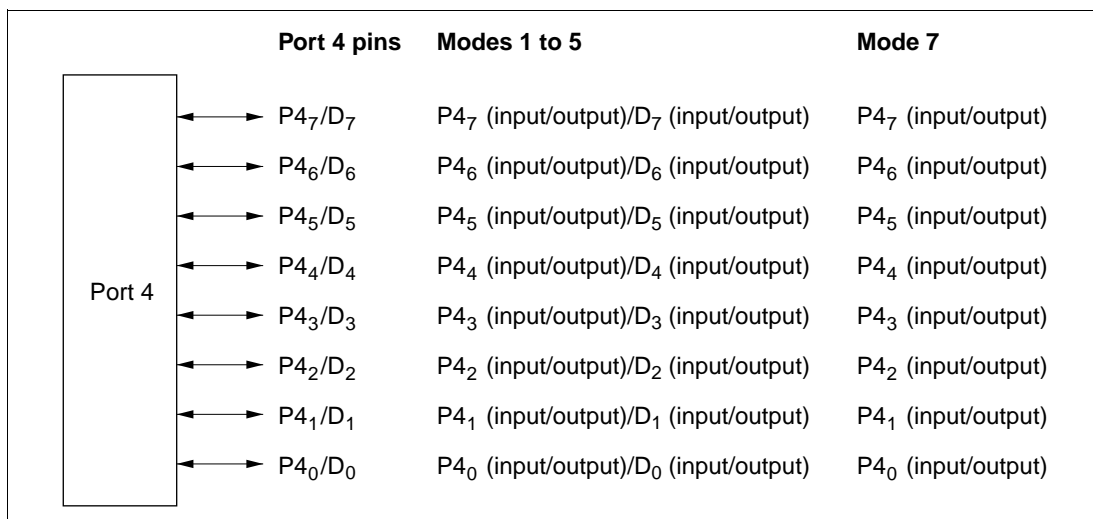 Port 4 pins Modes 1 to 5 Mode 7
P4₇/D₇ P4₇ (input/output)/D₇ (input/output) P4₇ (input/output)
P4₆/D₆ P4₆ (input/output)/D₆ (input/output) P4₆ (input/output)
P4₅/D₅ P4₅ (input/output)/D₅ (input/output) P4₅ (input/output)
P4₄/D₄ P4₄ (input/output)/D₄ (input/output) P4₄ (input/output)
Port 4
P4₃/D₃ P4₃ (input/output)/D₃ (input/output) P4₃ (input/output)
P4₂/D₂ P4₂ (input/output)/D₂ (input/output) P4₂ (input/output)
P4₁/D₁ P4₁ (input/output)/D₁ (input/output) P4₁ (input/output)
P4₀/D₀ P4₀ (input/output)/D₀ (input/output) P4₀ (input/output)